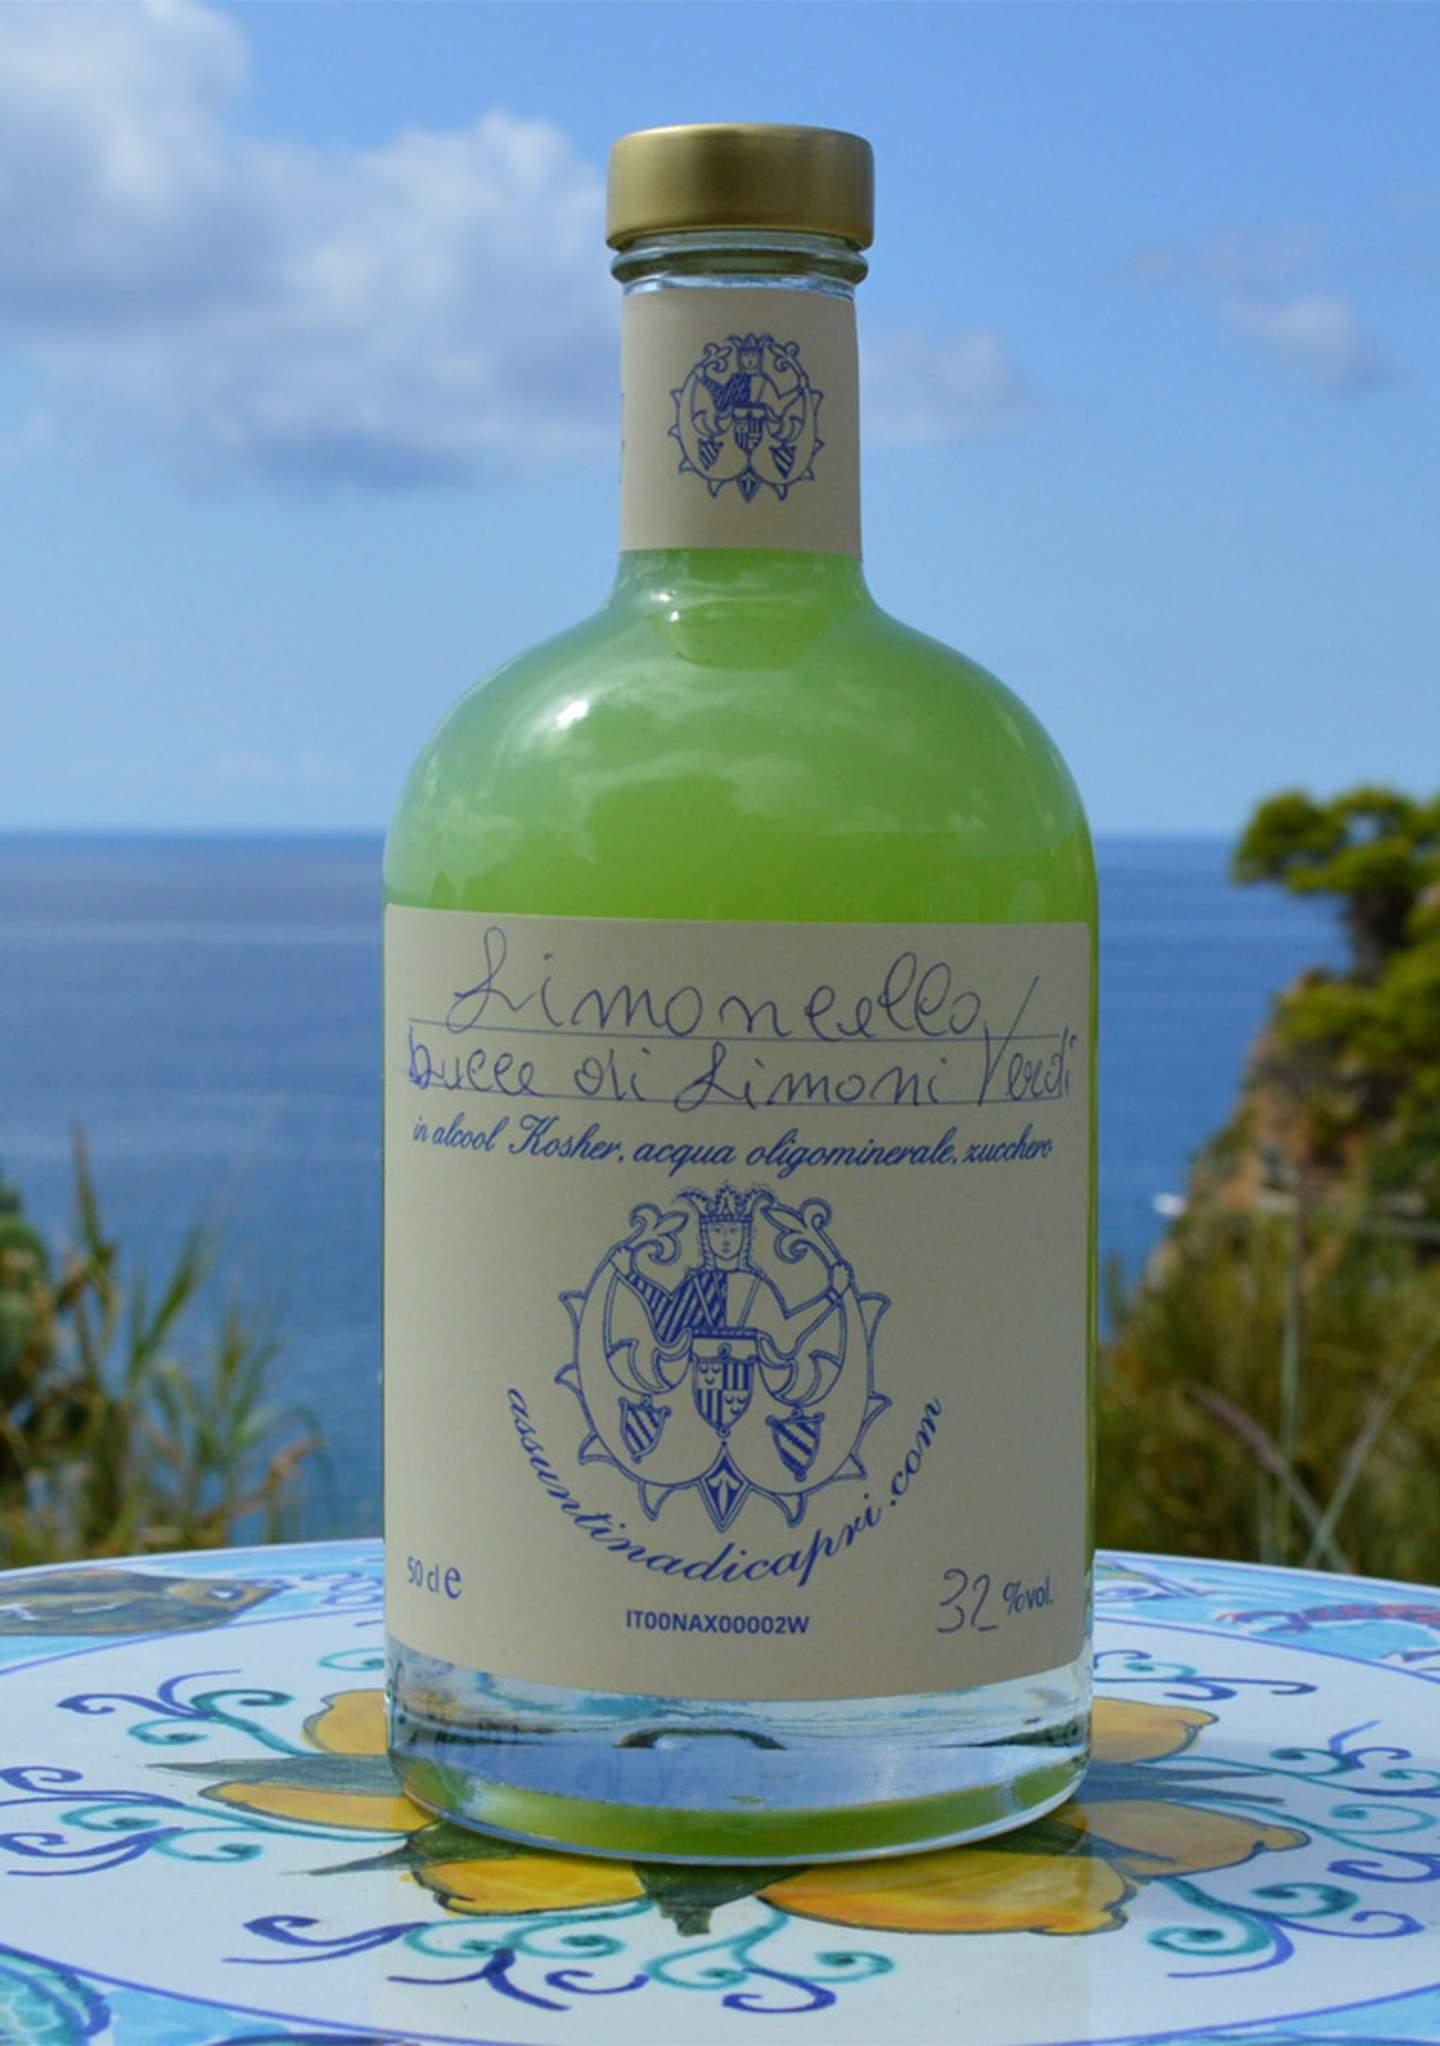 Limoncello
bucce di Limoni Verdi
in alcool Kosher, acqua oligominerale, zucchero
assuntinadicapri.com
50 cl e
32 %vol.
IT00NAX00002W